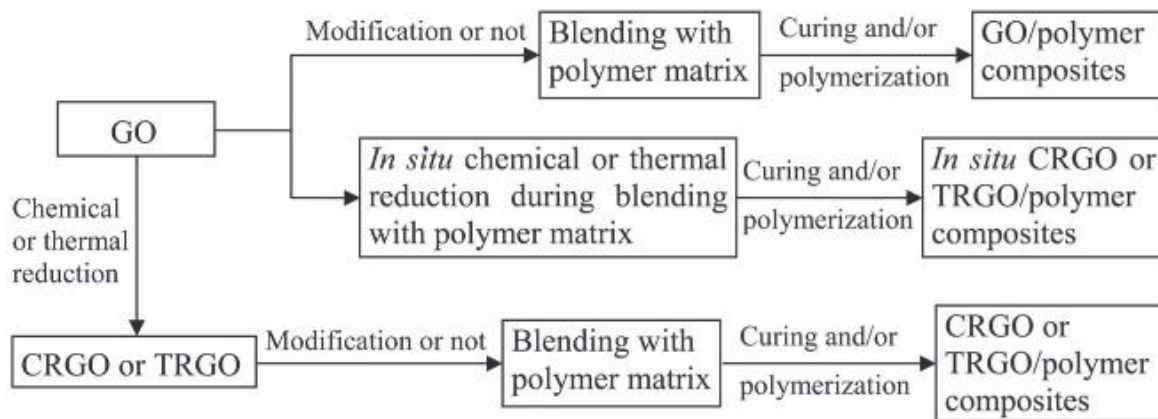 Modification or not
Blending with
polymer matrix
Curing and/or
polymerization
GO/polymer
composites
GO
In situ chemical or thermal
reduction during blending
with polymer matrix
Curing and/or
polymerization
In situ CRGO or
TRGO/polymer
composites
Chemical
or thermal
reduction
CRGO or TRGO
Modification or not
Blending with
polymer matrix
Curing and/or
polymerization
CRGO or
TRGO/polymer
composites